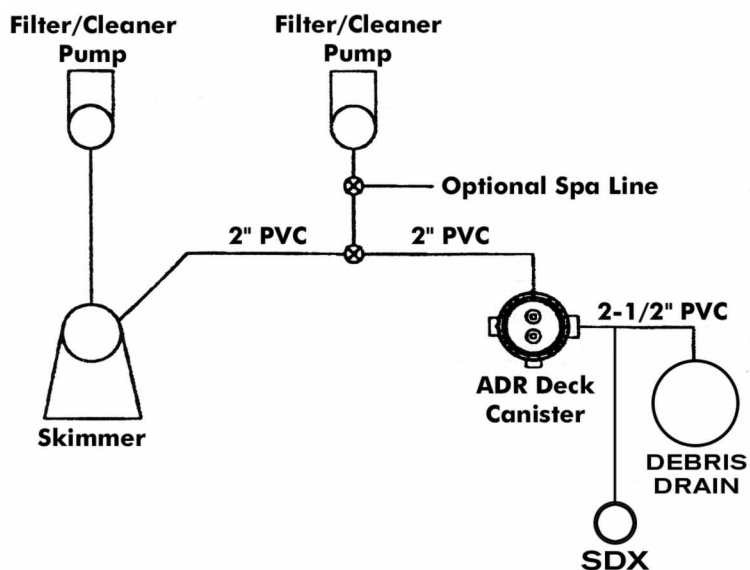 Filter/Cleaner
Pump
Filter/Cleaner
Pump
Optional Spa Line
2" PVC
2" PVC
2-1/2" PVC
ADR Deck
Canister
Skimmer
DEBRIS
DRAIN
SDX